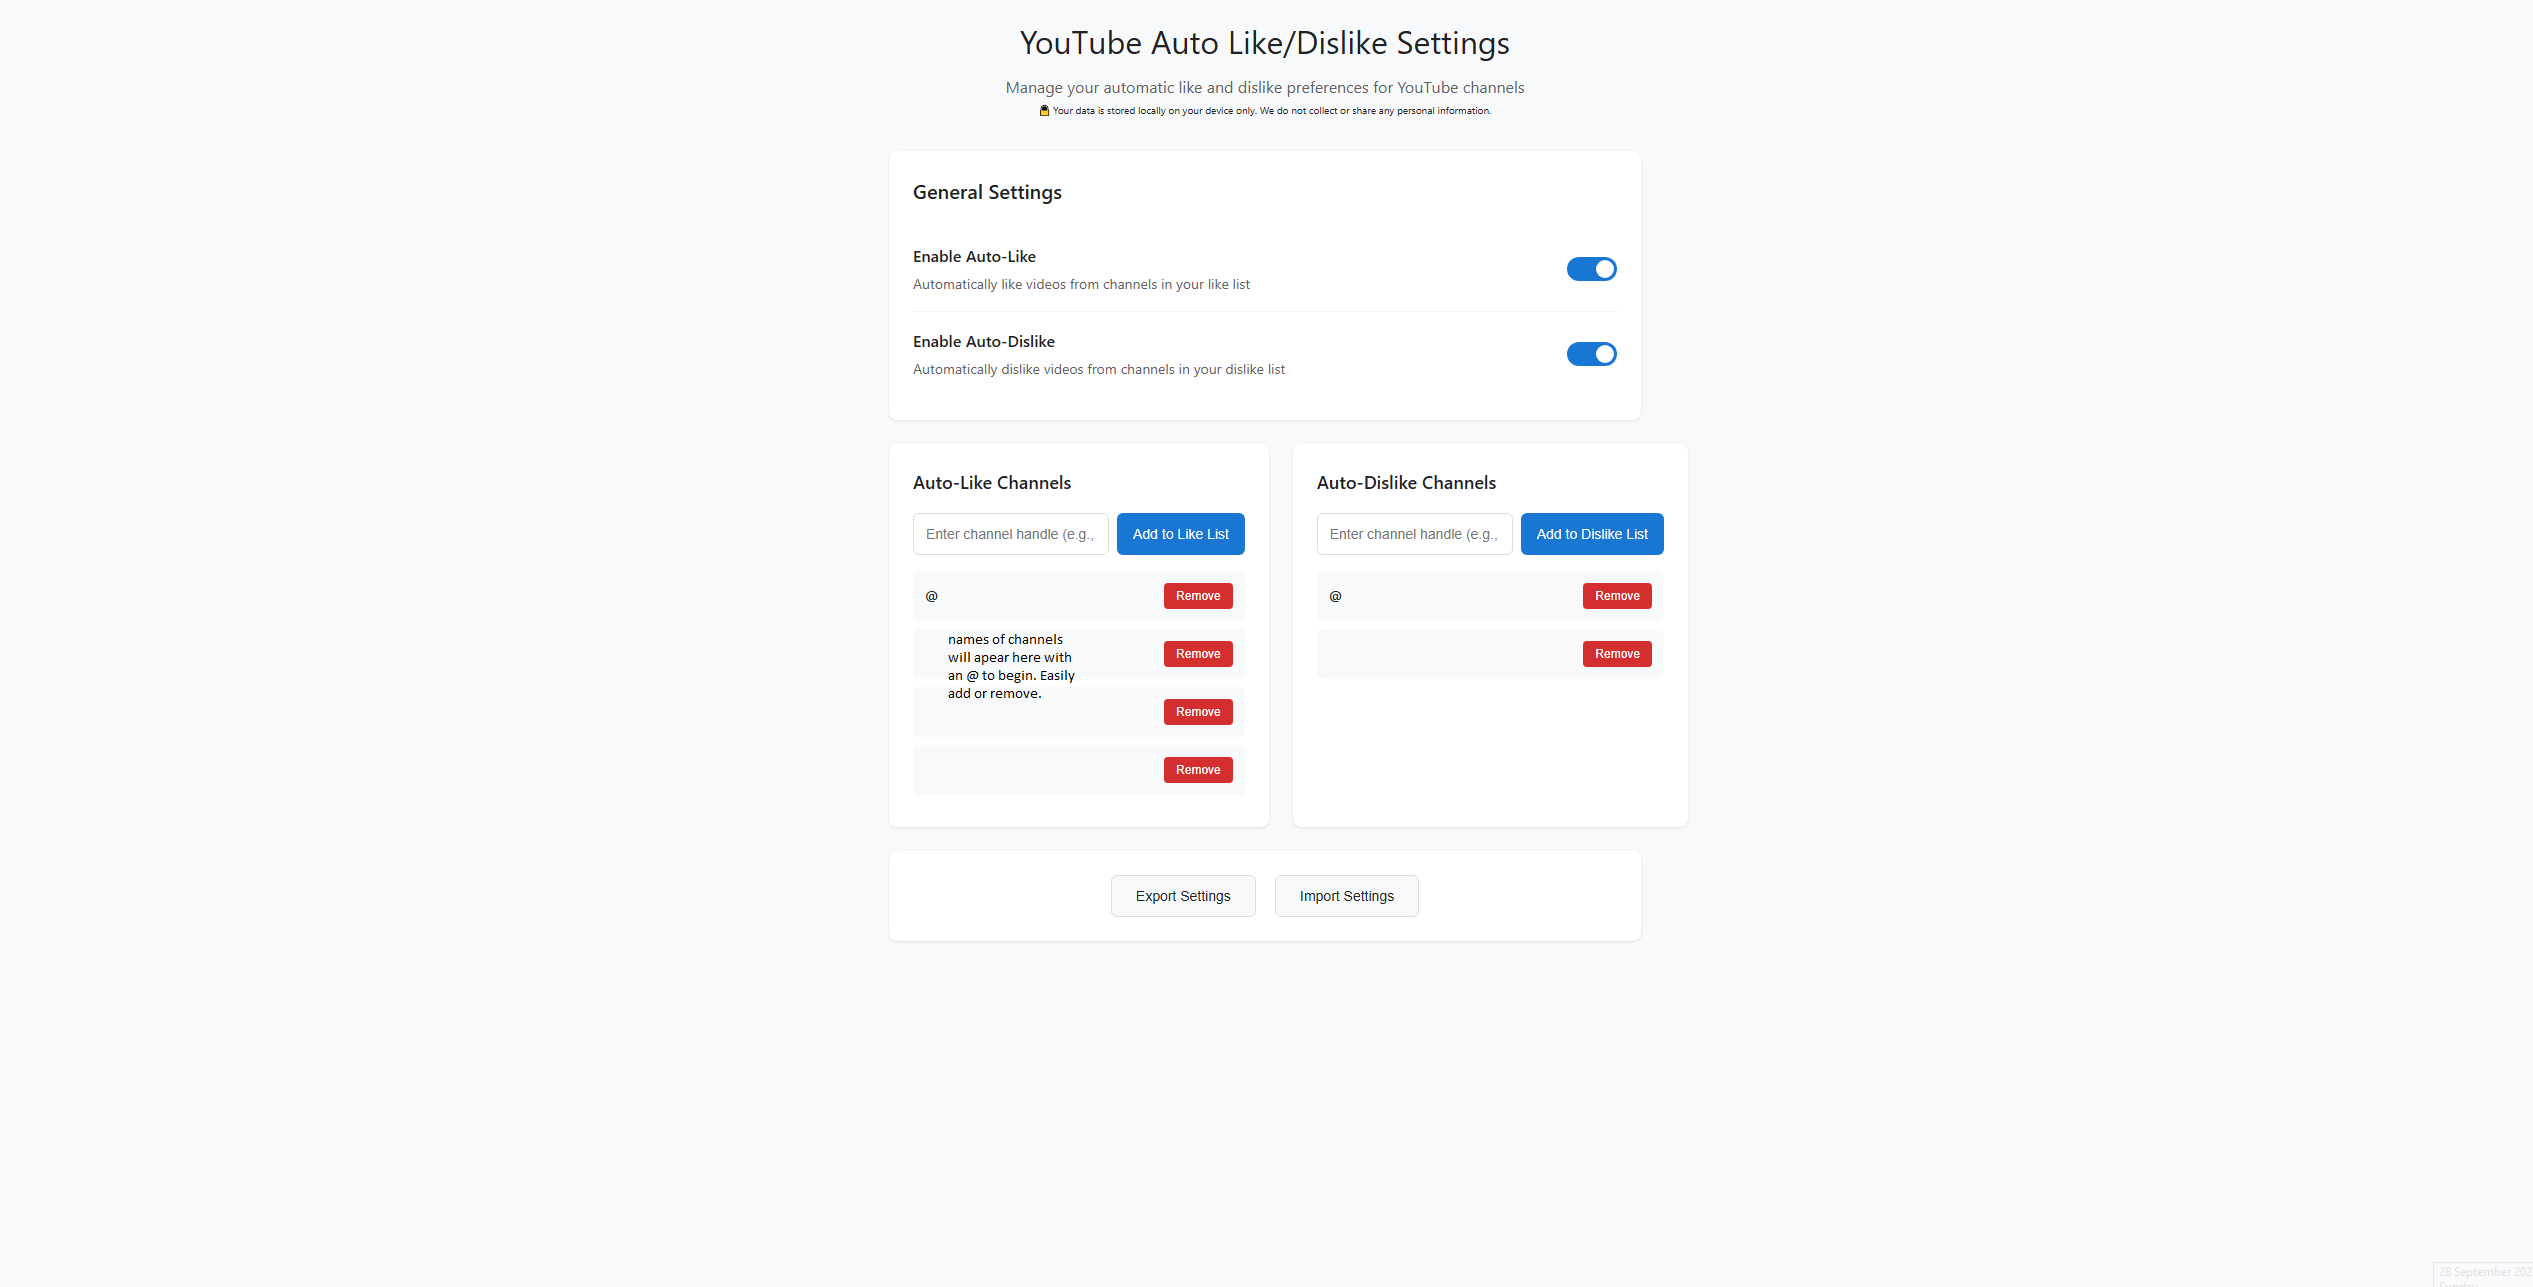 YouTube Auto Like/Dislike Settings
Manage your automatic like and dislike preferences for YouTube channels
Your data is stored locally on your device only. We do not collect or share any personal information.
General Settings
Enable Auto-Like
Automatically like videos from channels in your like list
Enable Auto-Dislike
Automatically dislike videos from channels in your dislike list
Auto-Like Channels
Enter channel handle (e.g.,
Add to Like List
@
Remove
names of channels
will apear here with
an @ to begin. Easily
add or remove.
Remove
Remove
Remove
Auto-Dislike Channels
Enter channel handle (e.g.,
Add to Dislike List
@
Remove
Remove
Export Settings
Import Settings
28 September 202